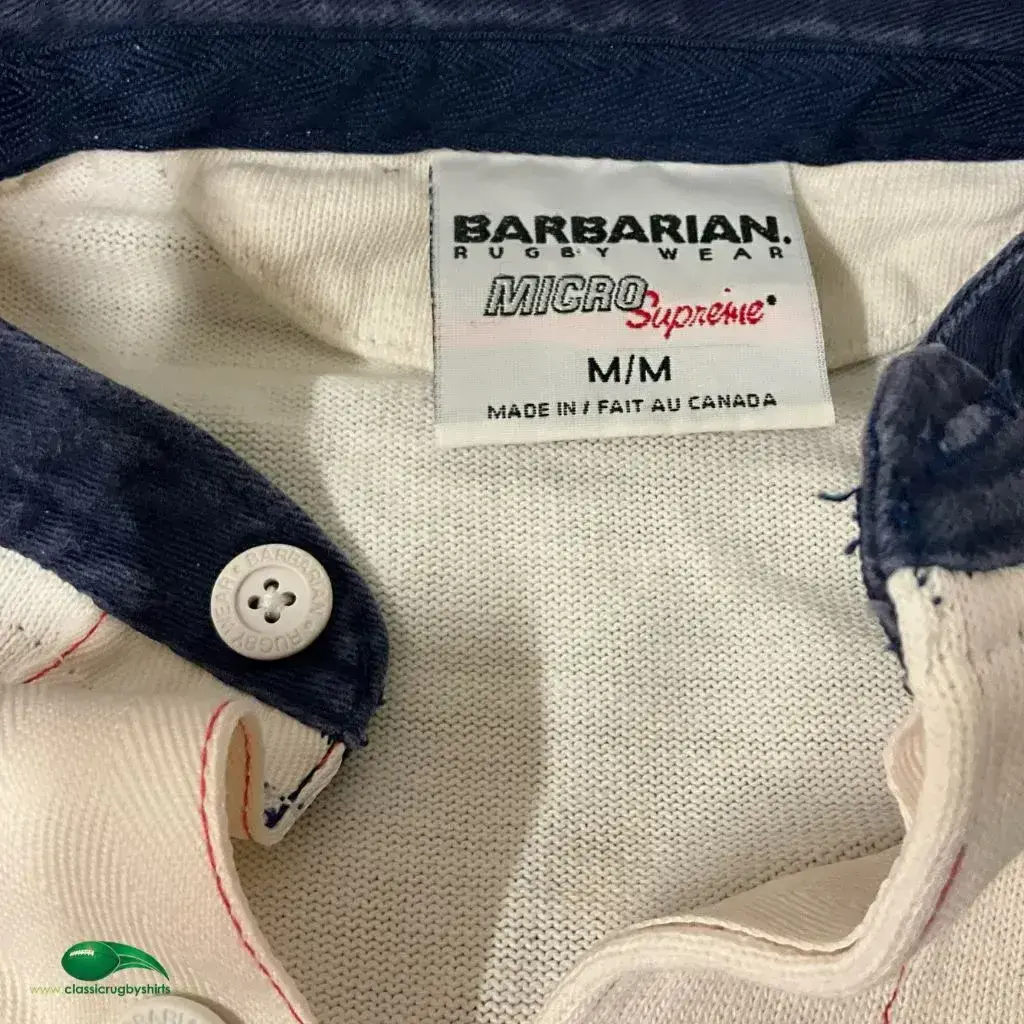 BARBARIAN.
RUGBY WEAR
MICRO Supreme
M/M
MADE IN / FAIT AU CANADA
BARBARIAN
RUGBY WEAR
www.classicrugbyshirts